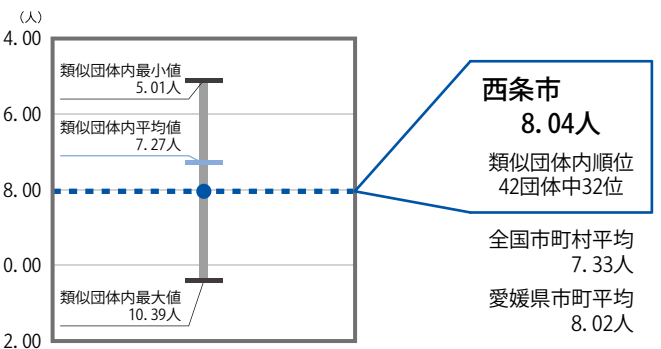 （人）
4.00
類似団体内最小値
5.01人
6.00
類似団体内平均値
7.27人
8.00
0.00
類似団体内最大値
10.39人
2.00
西条市
8.04人
類似団体内順位
42団体中32位
全国市町村平均
7.33人
愛媛県市町平均
8.02人